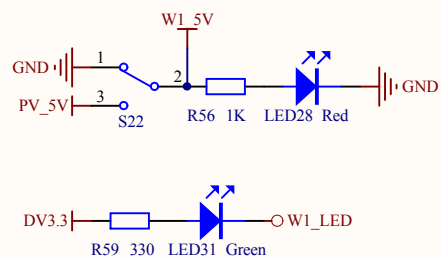 W1_5V
1
GND
2
GND
PV_5V
3
S22
R56 1K LED28 Red
DV3.3
W1_LED
R59 330 LED31 Green